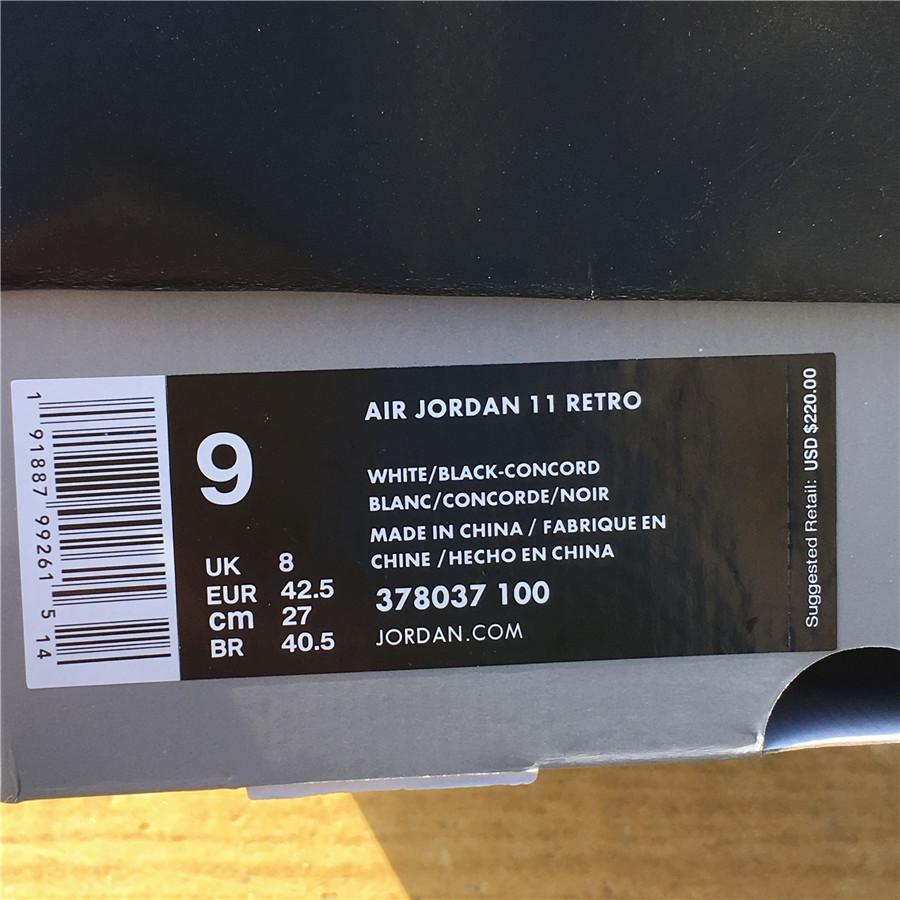 1 91887 99261 5 14
9
UK 8
EUR 42.5
cm 27
BR 40.5
AIR JORDAN 11 RETRO
WHITE/BLACK-CONCORD
BLANC/CONCORDE/NOIR
MADE IN CHINA / FABRIQUE EN
CHINE /HECHO EN CHINA
378037 100
JORDAN.COM
Suggested Retail: USD $220.00